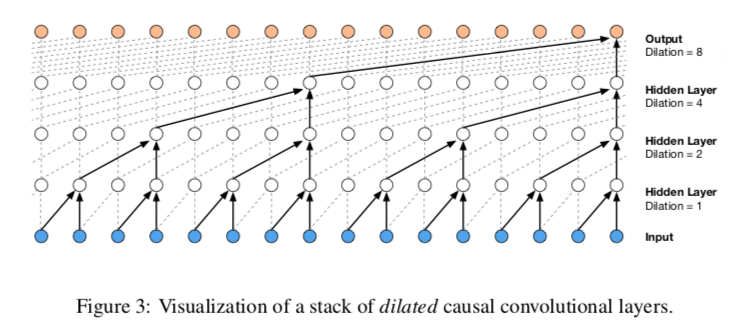 Output
Dilation = 8
Hidden Layer
Dilation = 4
Hidden Layer
Dilation = 2
Hidden Layer
Dilation = 1
Input
Figure 3: Visualization of a stack of dilated causal convolutional layers.